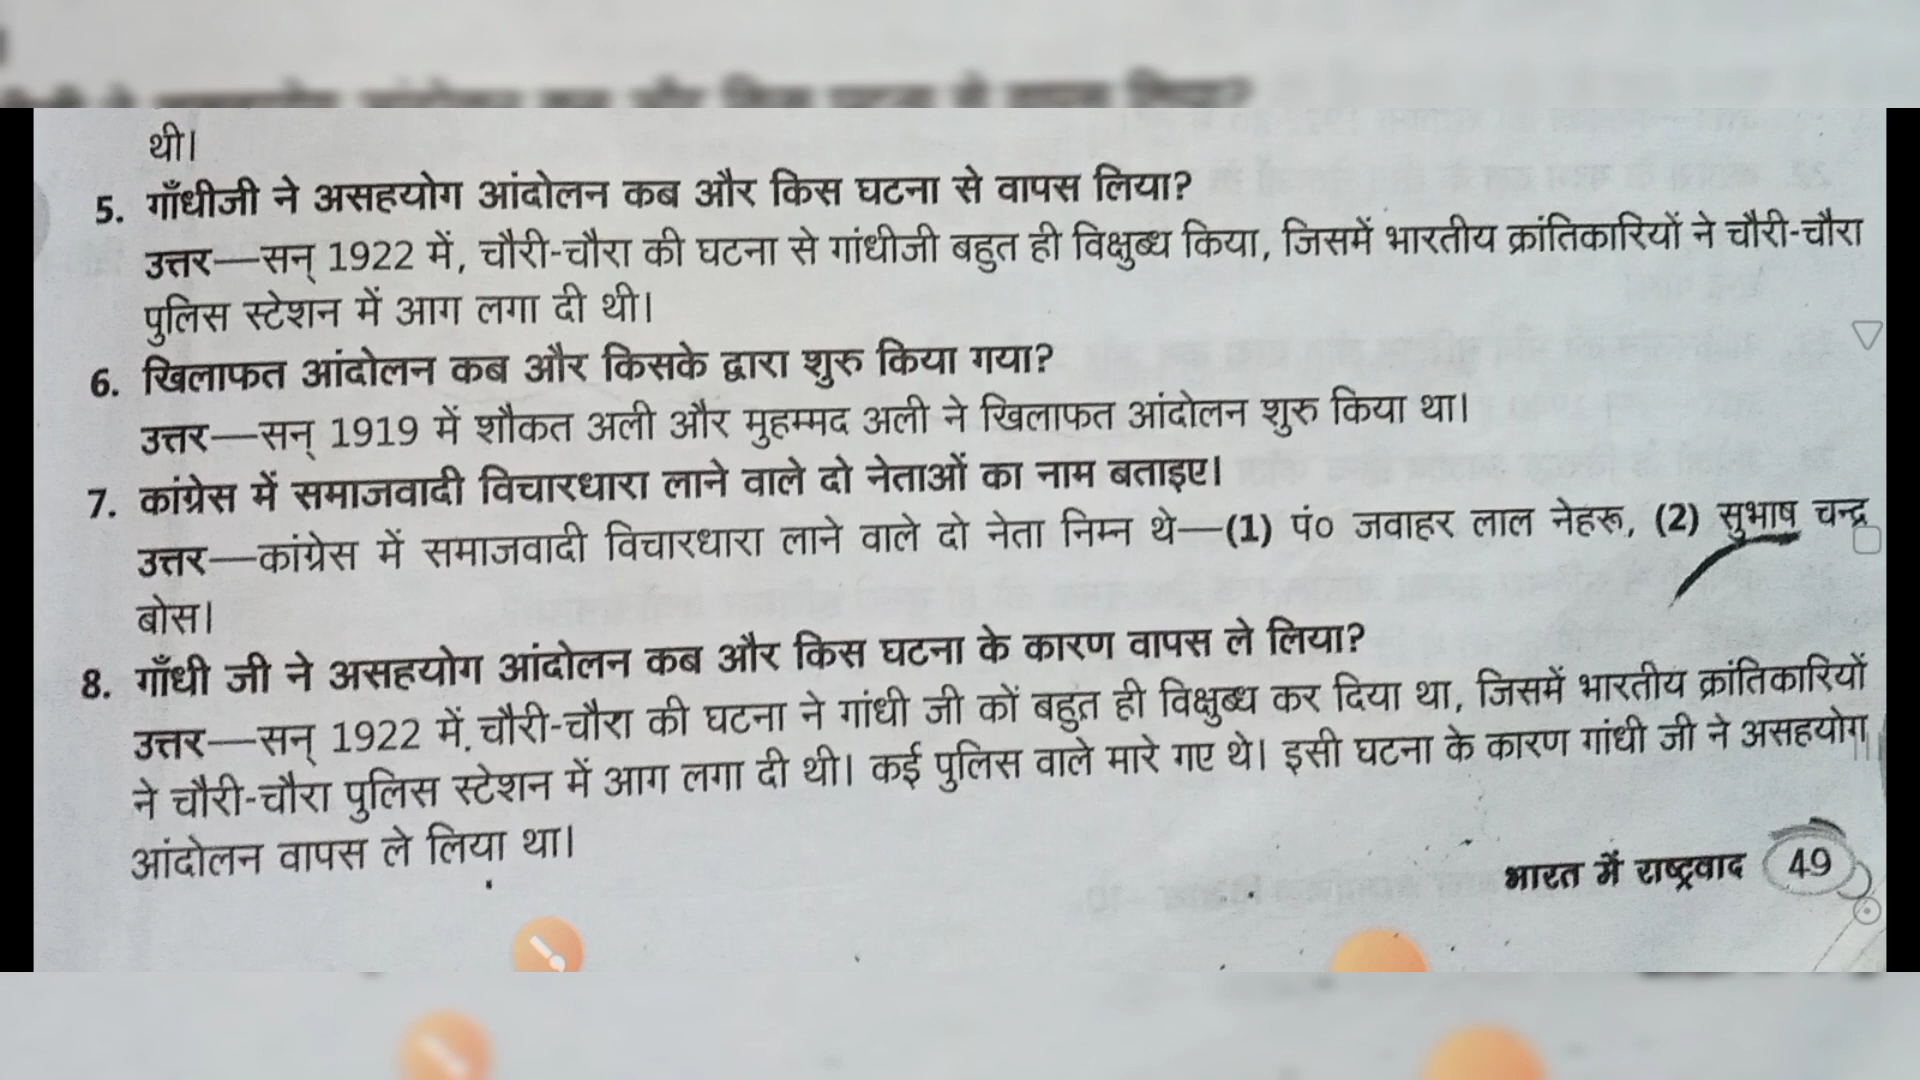 थी।
5. गाँधीजी ने असहयोग आंदोलन कब और किस घटना से वापस लिया?
उत्तर—सन् 1922 में, चौरी-चौरा की घटना से गांधीजी बहुत ही विक्षुब्ध किया, जिसमें भारतीय क्रांतिकारियों ने चौरी-चौरा
पुलिस स्टेशन में आग लगा दी थी।
6. खिलाफत आंदोलन कब और किसके द्वारा शुरु किया गया?
उत्तर—सन् 1919 में शौकत अली और मुहम्मद अली ने खिलाफत आंदोलन शुरु किया था।
7. कांग्रेस में समाजवादी विचारधारा लाने वाले दो नेताओं का नाम बताइए।
उत्तर—कांग्रेस में समाजवादी विचारधारा लाने वाले दो नेता निम्न थे—(1) पं० जवाहर लाल नेहरू, (2) सुभाष चन्द्र
बोस।
8. गाँधी जी ने असहयोग आंदोलन कब और किस घटना के कारण वापस ले लिया?
उत्तर—सन् 1922 में. चौरी-चौरा की घटना ने गांधी जी कों बहुत ही विक्षुब्ध कर दिया था, जिसमें भारतीय क्रांतिकारियों
ने चौरी-चौरा पुलिस स्टेशन में आग लगा दी थी। कई पुलिस वाले मारे गए थे। इसी घटना के कारण गांधी जी ने असहयोग
आंदोलन वापस ले लिया था।
भारत में राष्ट्रवाद 49